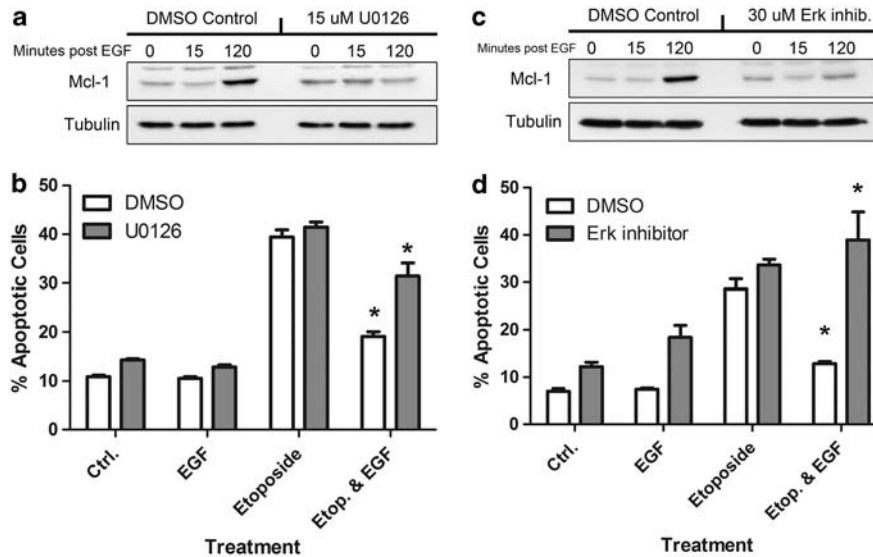 a
DMSO Control 15 uM U0126
Minutes post EGF 0 15 120 0 15 120
Mcl-1
Tubulin
b
% Apoptotic Cells
50
40
30
20
10
0
DMSO
U0126
*
*
Ctrl.
EGF
Etoposide
Etop. & EGF
Treatment
c
DMSO Control 30 uM Erk inhib.
Minutes post EGF 0 15 120 0 15 120
Mcl-1
Tubulin
d
% Apoptotic Cells
50
40
30
20
10
0
DMSO
Erk inhibitor
*
*
Ctrl.
EGF
Etoposide
Etop. & EGF
Treatment